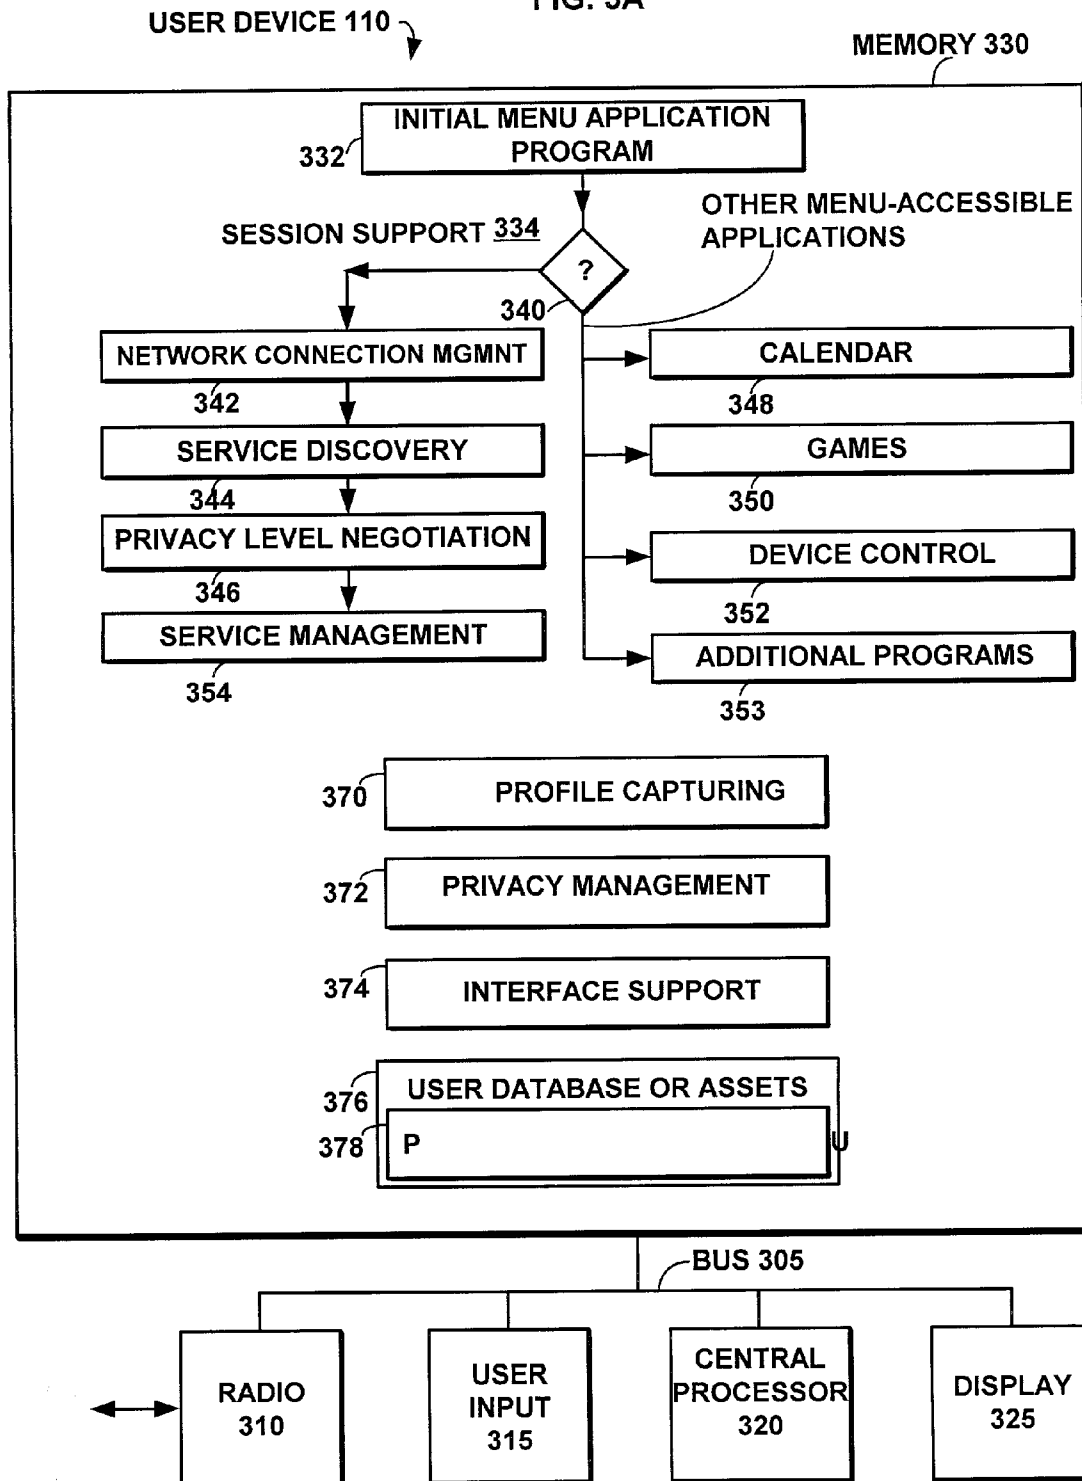 FIG. 3A
USER DEVICE 110
MEMORY 330
INITIAL MENU APPLICATION
PROGRAM
332
OTHER MENU-ACCESSIBLE
APPLICATIONS
SESSION SUPPORT 334
?
340
NETWORK CONNECTION MGMNT
342
CALENDAR
348
SERVICE DISCOVERY
344
GAMES
350
PRIVACY LEVEL NEGOTIATION
346
DEVICE CONTROL
352
SERVICE MANAGEMENT
354
ADDITIONAL PROGRAMS
353
370
PROFILE CAPTURING
372
PRIVACY MANAGEMENT
374
INTERFACE SUPPORT
376
USER DATABASE OR ASSETS
378
P
U
BUS 305
RADIO
310
USER
INPUT
315
CENTRAL
PROCESSOR
320
DISPLAY
325